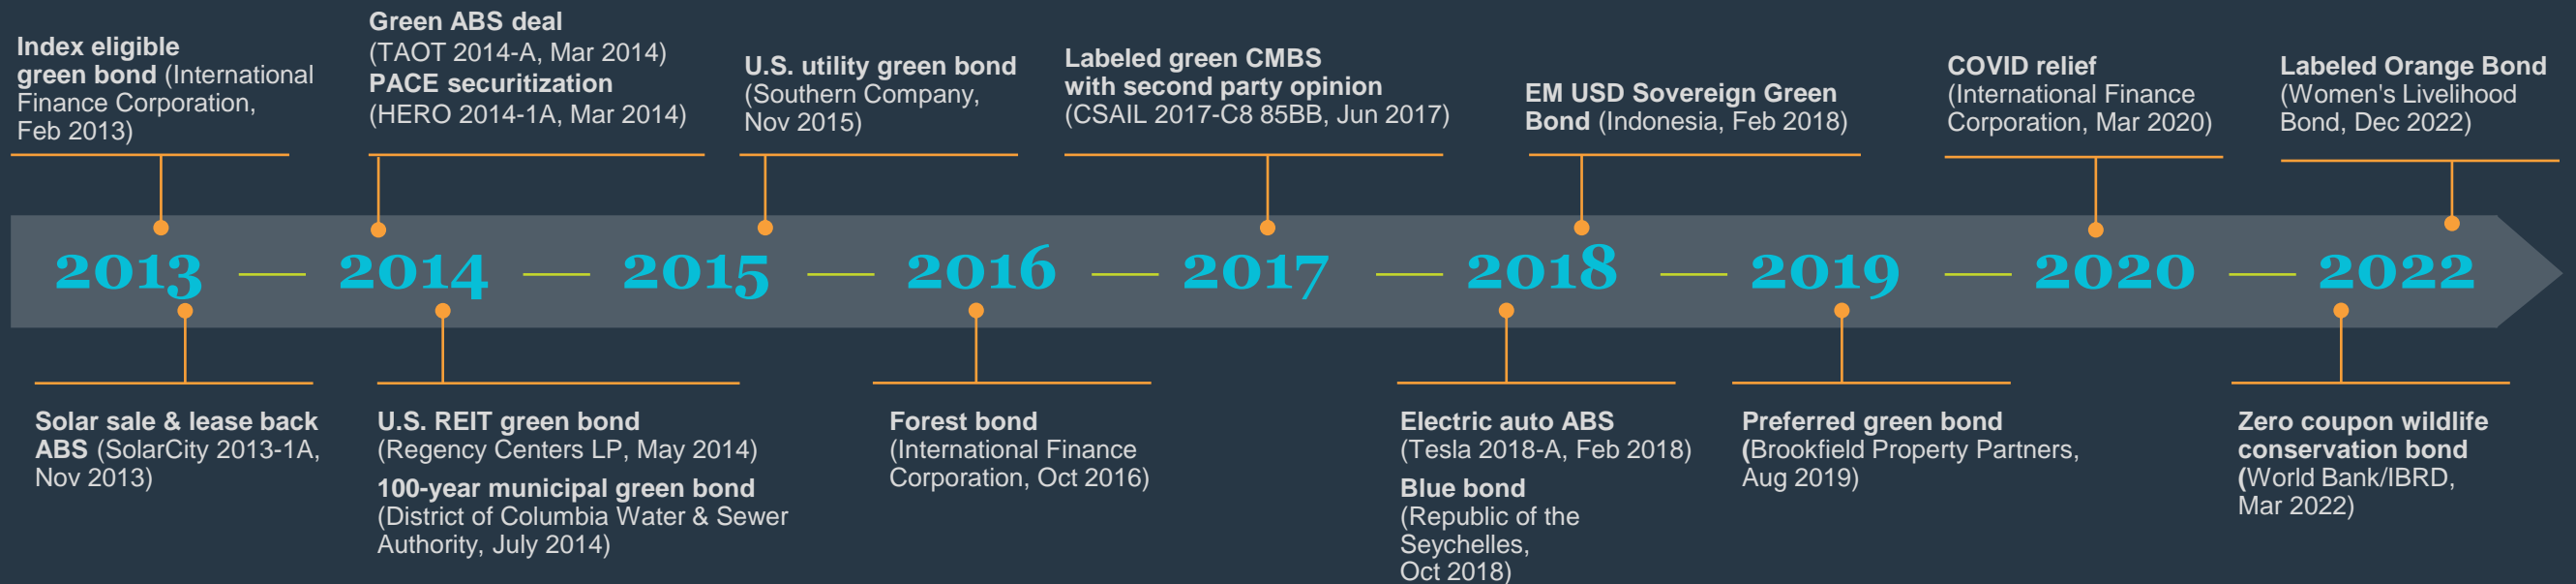 Index eligible
green bond (International
Finance Corporation,
Feb 2013)
Green ABS deal
(TAOT 2014-A, Mar 2014)
PACE securitization
(HERO 2014-1A, Mar 2014)
U.S. utility green bond
(Southern Company,
Nov 2015)
Labeled green CMBS
with second party opinion
(CSAIL 2017-C8 85BB, Jun 2017)
EM USD Sovereign Green
Bond (Indonesia, Feb 2018)
COVID relief
(International Finance
Corporation, Mar 2020)
Labeled Orange Bond
(Women's Livelihood
Bond, Dec 2022)
2013 2014 2015 2016 2017 2018 2019 2020 2022
Solar sale & lease back
ABS (SolarCity 2013-1A,
Nov 2013)
U.S. REIT green bond
(Regency Centers LP, May 2014)
100-year municipal green bond
(District of Columbia Water & Sewer
Authority, July 2014)
Forest bond
(International Finance
Corporation, Oct 2016)
Electric auto ABS
(Tesla 2018-A, Feb 2018)
Blue bond
(Republic of the
Seychelles,
Oct 2018)
Preferred green bond
(Brookfield Property Partners,
Aug 2019)
Zero coupon wildlife
conservation bond
(World Bank/IBRD,
Mar 2022)